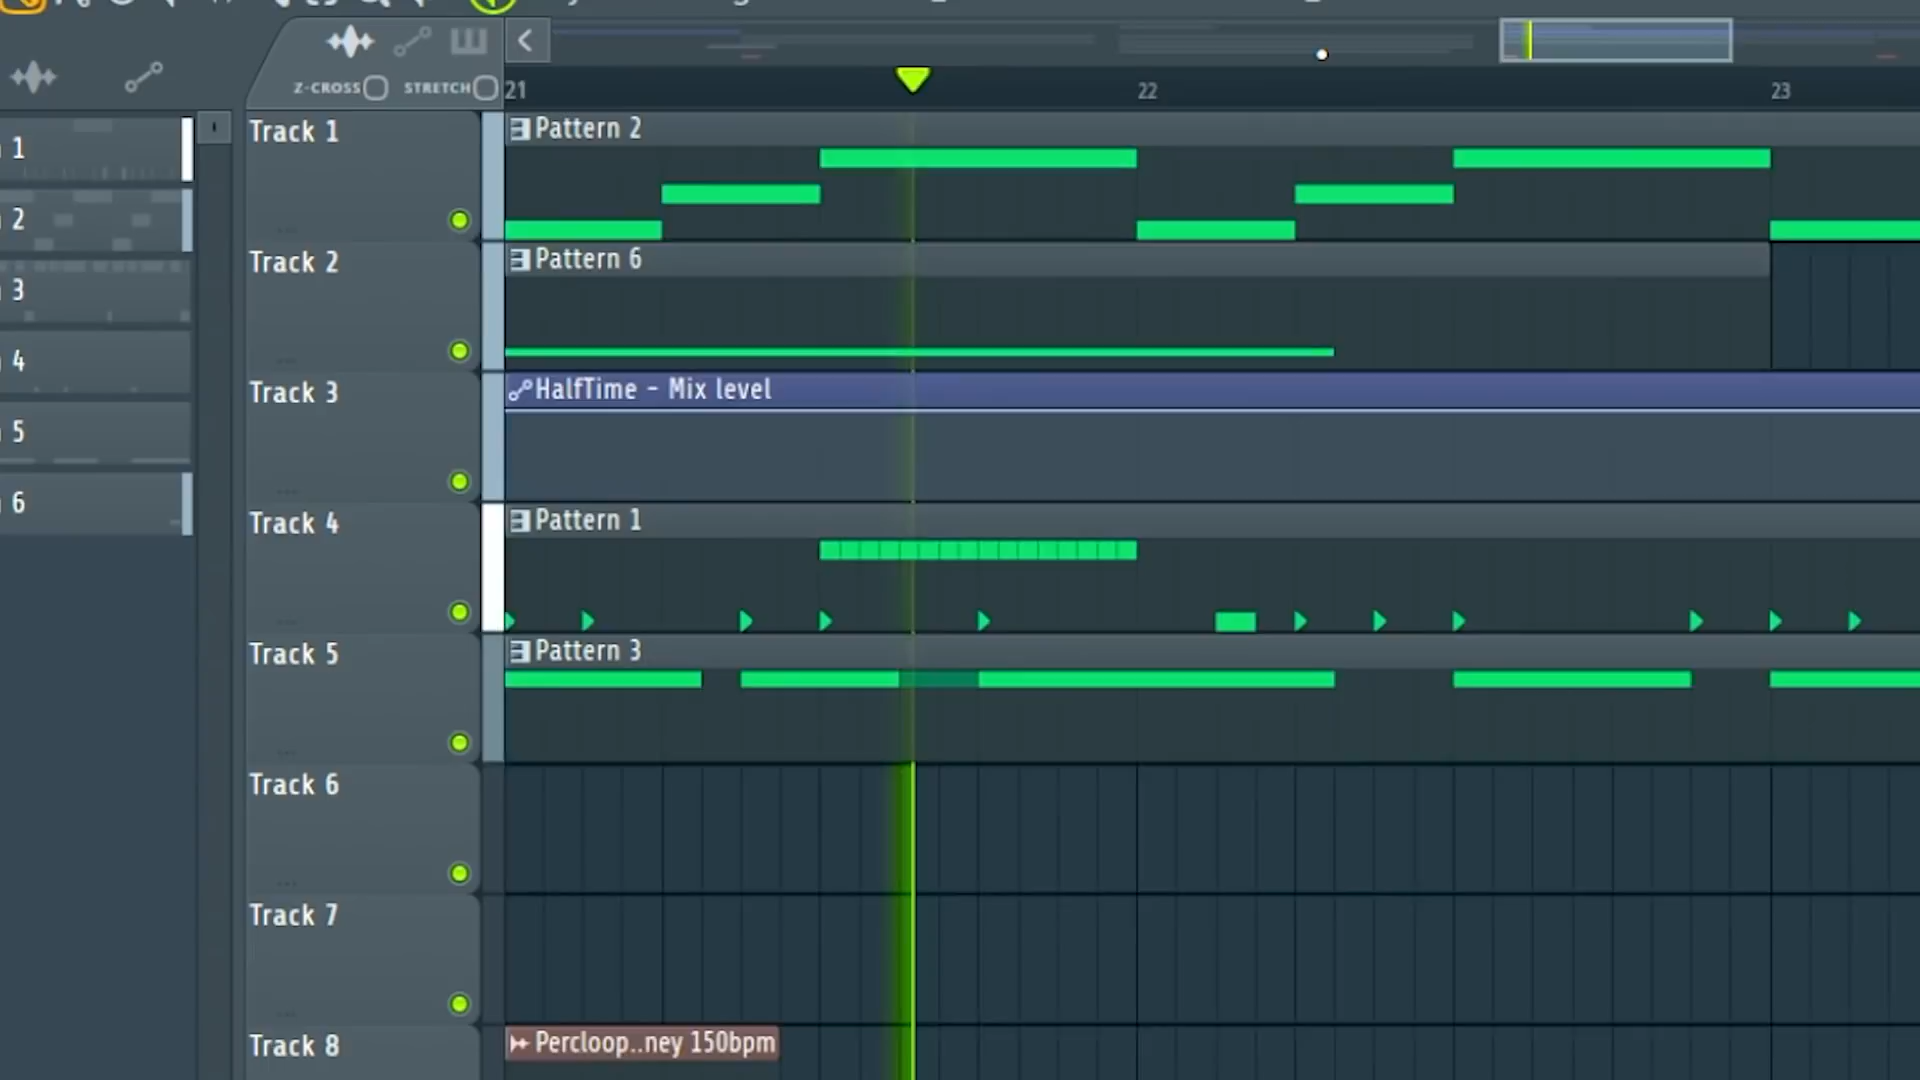 Z-CROSS STRETCH 21 22 23
Track 1 Pattern 2
1
2
Track 2 Pattern 6
3
4
Track 3 HalfTime - Mix level
5
6
Track 4 Pattern 1
Track 5 Pattern 3
Track 6
Track 7
Track 8 Percloop..ney 150bpm